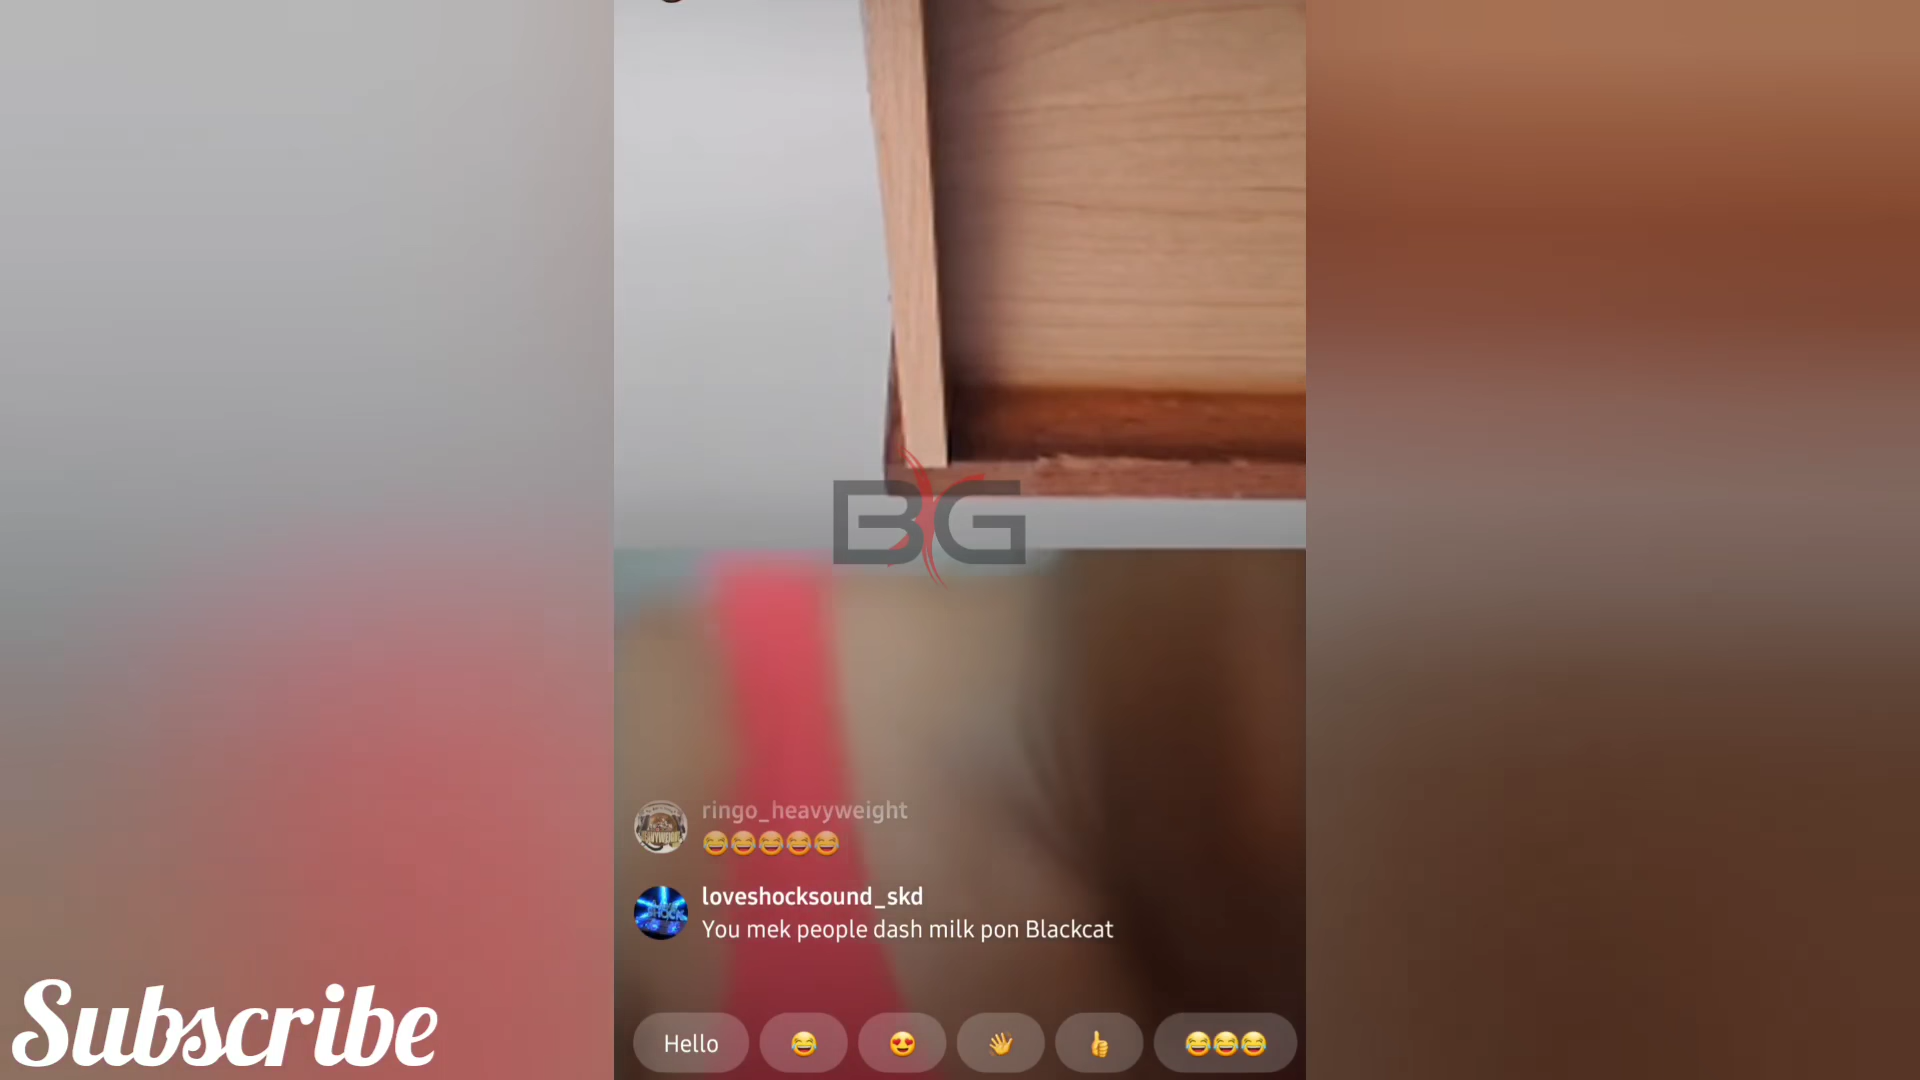 BG
ringo_heavyweight
😂😂😂😂😂
loveshocksound_skd
You mek people dash milk pon Blackcat
Subscribe
Hello 😂 😍 👋 👍 😂😂😂